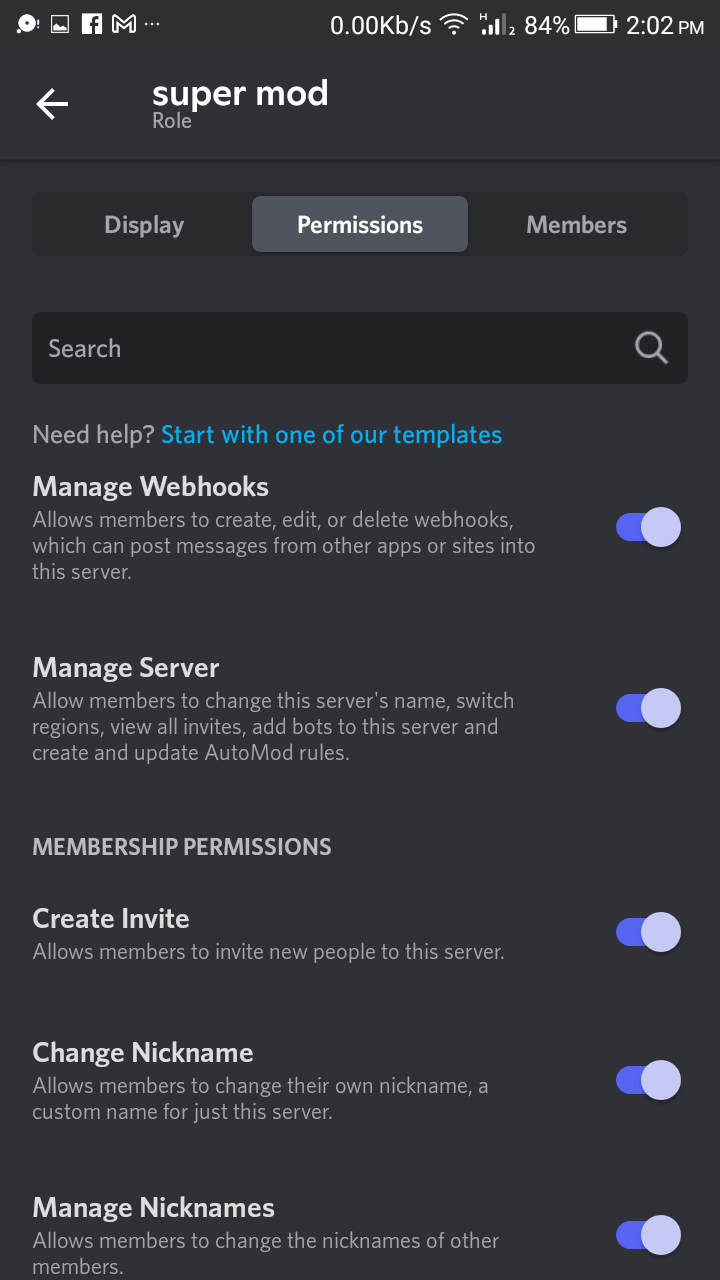 0.00Kb/s H 2 84% 2:02 PM
super mod
Role
Display Permissions Members
Search
Need help? Start with one of our templates
Manage Webhooks
Allows members to create, edit, or delete webhooks,
which can post messages from other apps or sites into
this server.
Manage Server
Allow members to change this server's name, switch
regions, view all invites, add bots to this server and
create and update AutoMod rules.
MEMBERSHIP PERMISSIONS
Create Invite
Allows members to invite new people to this server.
Change Nickname
Allows members to change their own nickname, a
custom name for just this server.
Manage Nicknames
Allows members to change the nicknames of other
members.